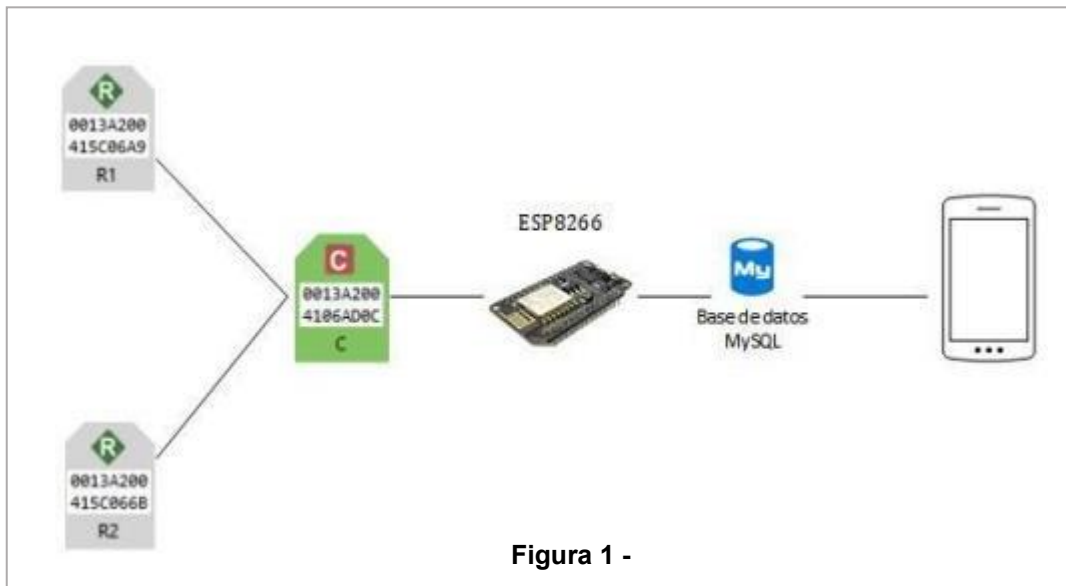 R
0013A200
415C06A9
R1
C
0013A200
4106AD0C
C
ESP8266
My
Base de datos
MySQL
R
0013A200
415C066B
R2
Figura 1 -